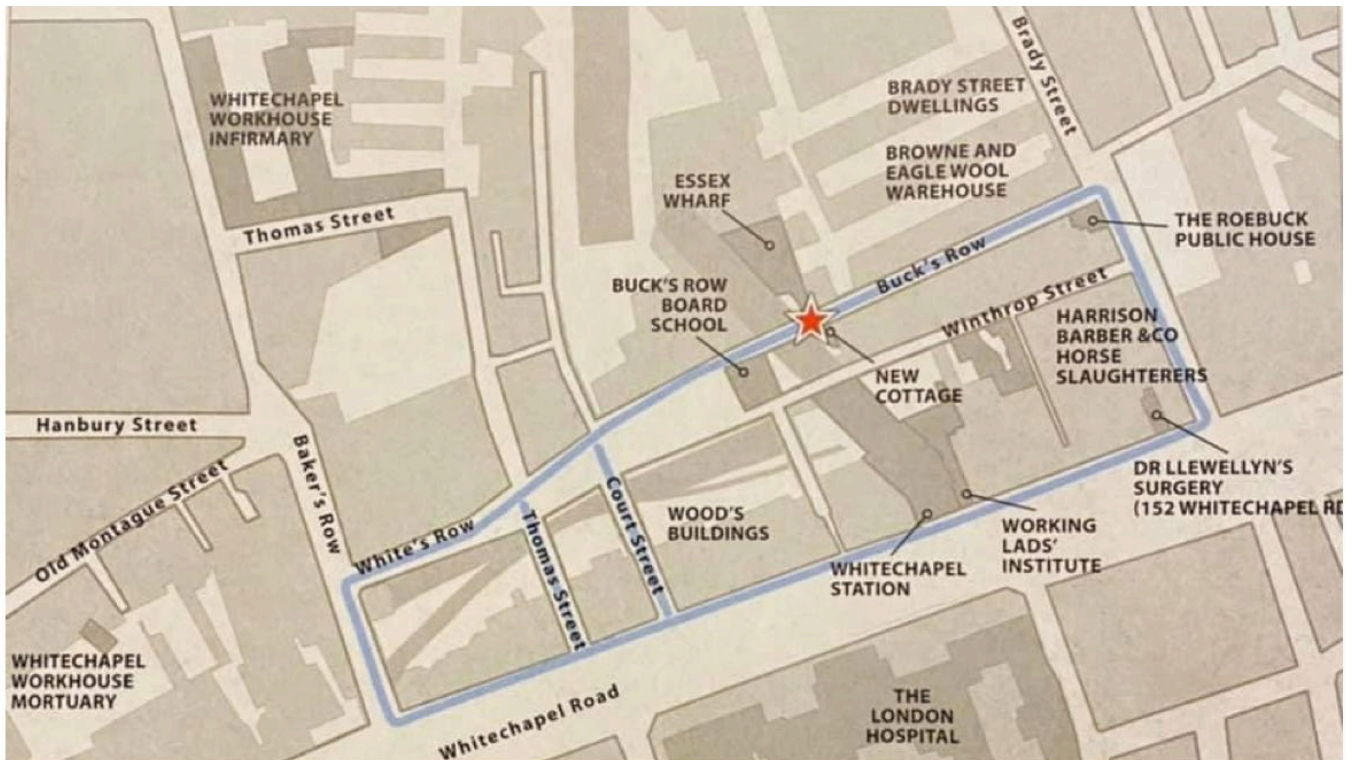 Brady Street
BRADY STREET
DWELLINGS
WHITECHAPEL
WORKHOUSE
INFIRMARY
BROWNE AND
EAGLE WOOL
WAREHOUSE
ESSEX
WHARF
Thomas Street
THE ROEBUCK
PUBLIC HOUSE
Buck's Row
BUCK'S ROW
BOARD
SCHOOL
Winthrop Street
HARRISON
BARBER &CO
HORSE
SLAUGHTERERS
NEW
COTTAGE
Hanbury Street
Baker's Row
Old Montague Street
DR LLEWELLYN'S
SURGERY
(152 WHITECHAPEL RD
Court Street
WOOD'S
BUILDINGS
White's Row
Thomas Street
WORKING
LADS'
INSTITUTE
WHITECHAPEL
STATION
WHITECHAPEL
WORKHOUSE
MORTUARY
Whitechapel Road
THE
LONDON
HOSPITAL